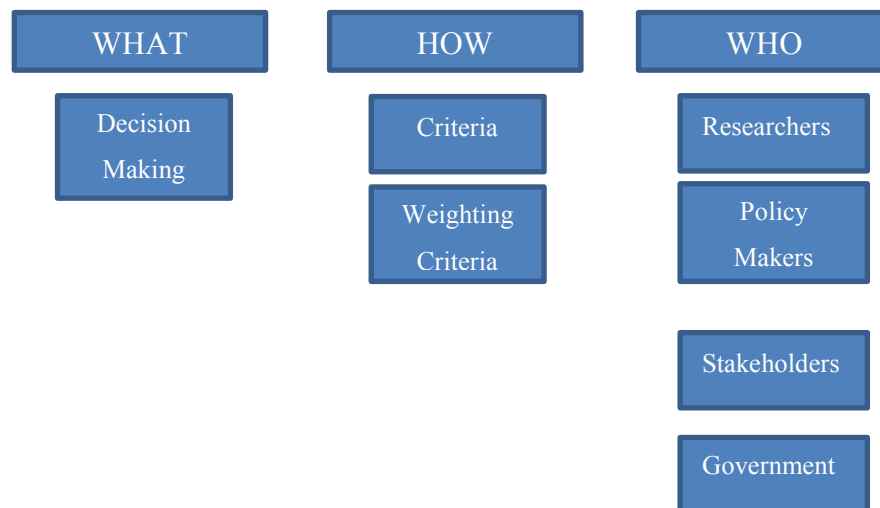 WHAT
Decision
Making
HOW
Criteria
Weighting
Criteria
WHO
Researchers
Policy
Makers
Stakeholders
Government